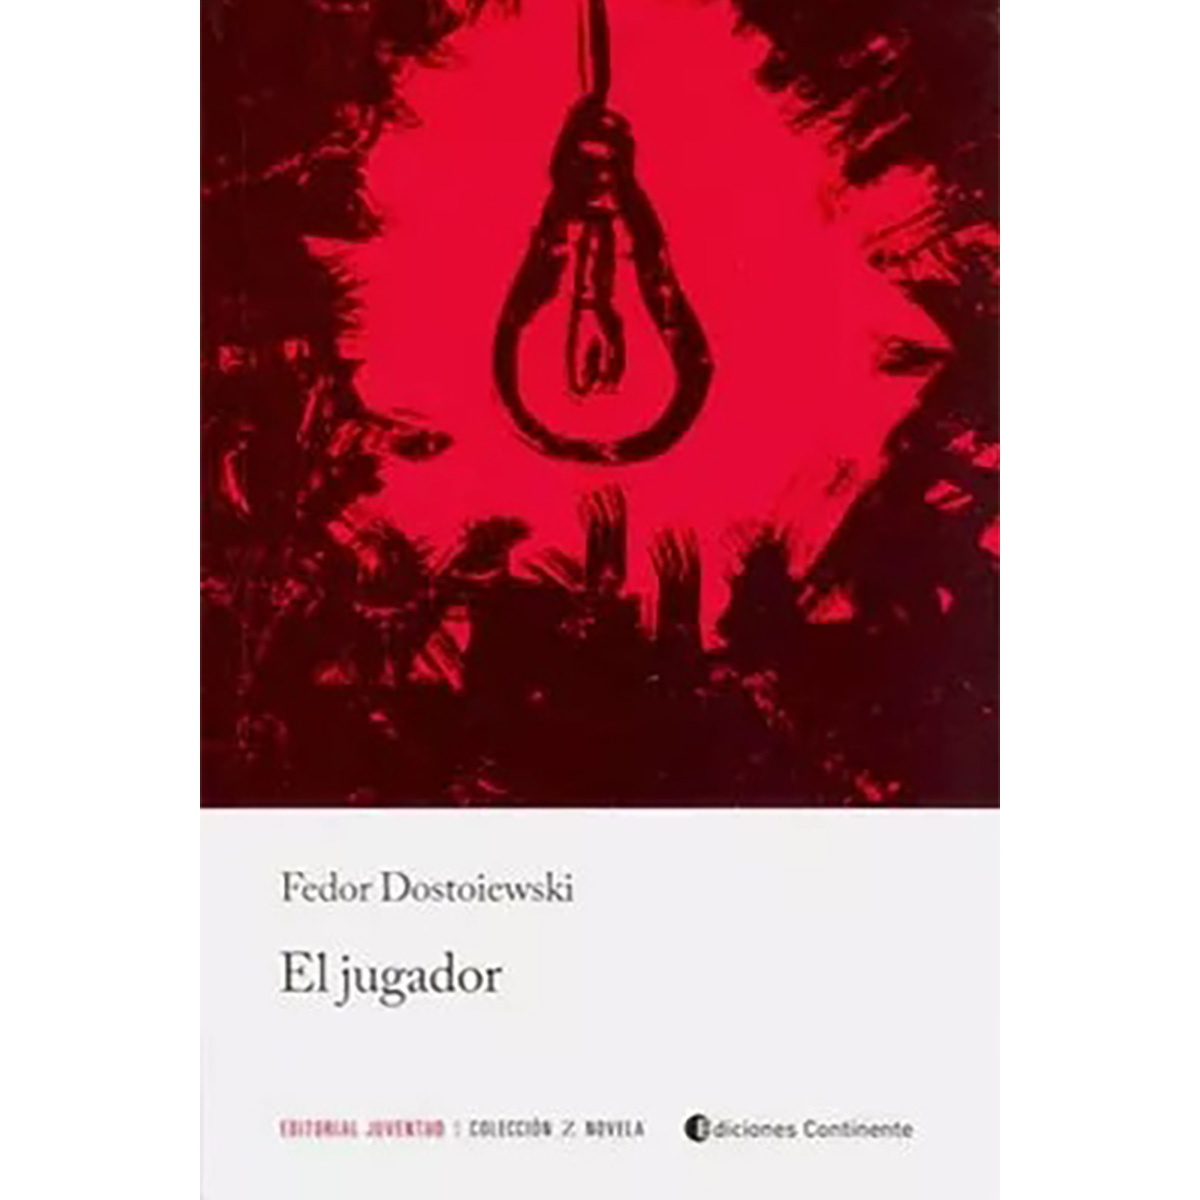 Fedor Dostoiewski
El jugador
EDITORIAL JUVENTUD | COLECCIÓN Z NOVELA Ediciones Continente